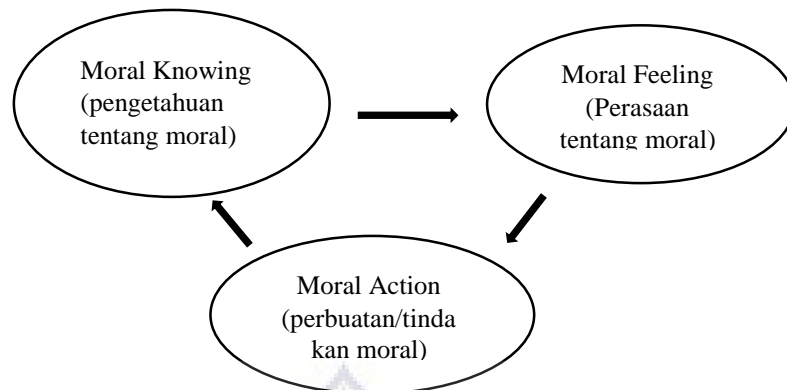 Moral Knowing
(pengetahuan
tentang moral)
Moral Feeling
(Perasaan
tentang moral)
Moral Action
(perbuatan/tinda
kan moral)